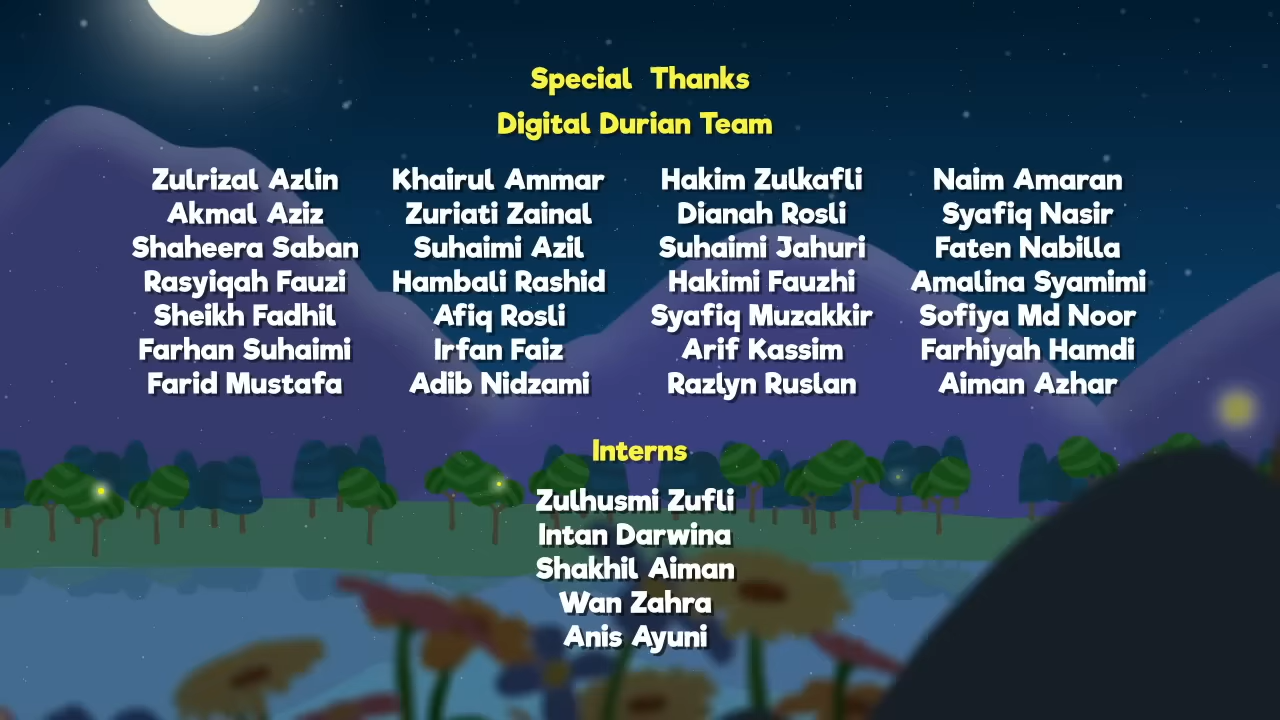 Special Thanks
Digital Durian Team
Zulrizal Azlin Khairul Ammar Hakim Zulkafli Naim Amaran
Akmal Aziz Zuriati Zainal Dianah Rosli Syafiq Nasir
Shaheera Saban Suhaimi Azil Suhaimi Jahuri Faten Nabilla
Rasyiqah Fauzi Hambali Rashid Hakimi Fauzhi Amalina Syamimi
Sheikh Fadhil Afiq Rosli Syafiq Muzakkir Sofiya Md Noor
Farhan Suhaimi Irfan Faiz Arif Kassim Farhiyah Hamdi
Farid Mustafa Adib Nidzami Razlyn Ruslan Aiman Azhar
Interns
Zulhusmi Zufli
Intan Darwina
Shakhil Aiman
Wan Zahra
Anis Ayuni